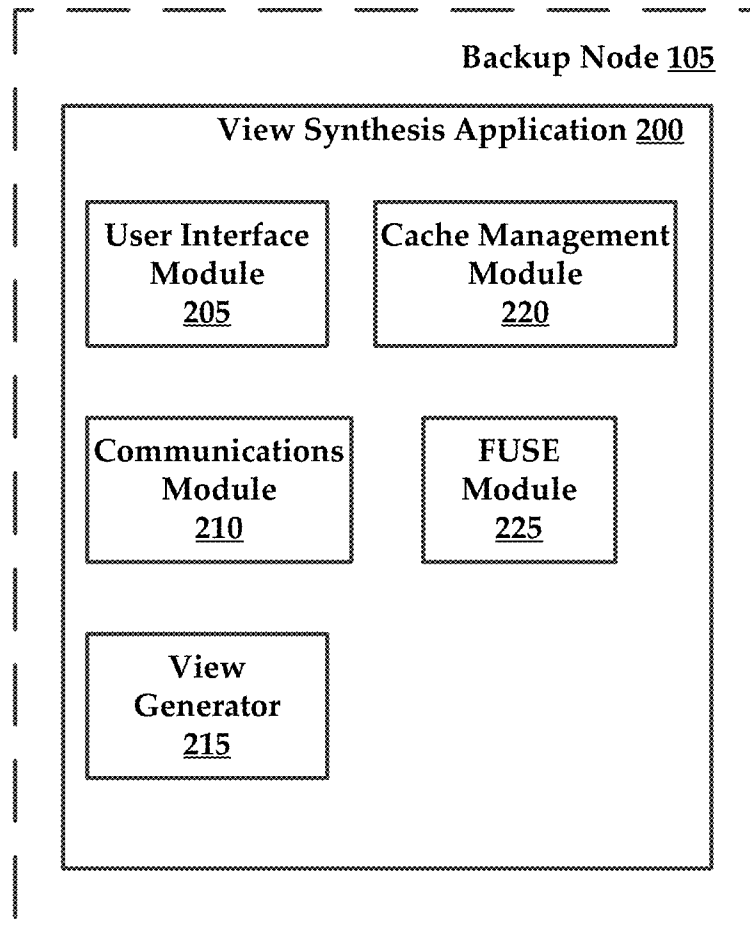 Backup Node 105
View Synthesis Application 200
User Interface
Module
205
Cache Management
Module
220
Communications
Module
210
FUSE
Module
225
View
Generator
215